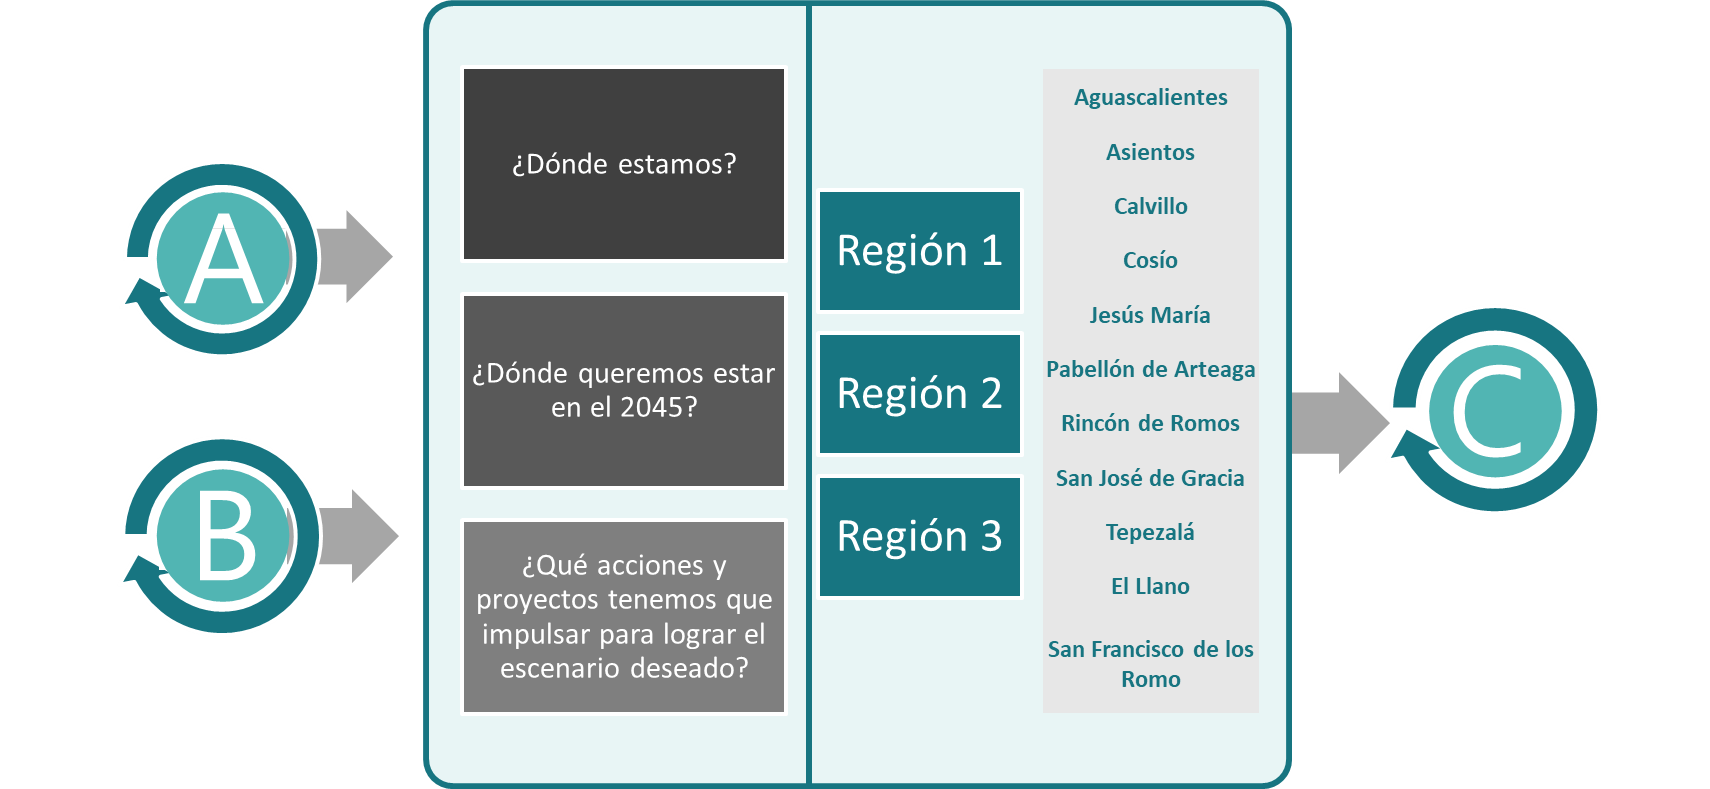 A
B
¿Dónde estamos?
¿Dónde queremos estar
en el 2045?
¿Qué acciones y
proyectos tenemos que
impulsar para lograr el
escenario deseado?
Región 1
Región 2
Región 3
Aguascalientes
Asientos
Calvillo
Cosío
Jesús María
Pabellón de Arteaga
Rincón de Romos
San José de Gracia
Tepezalá
El Llano
San Francisco de los
Romo
C